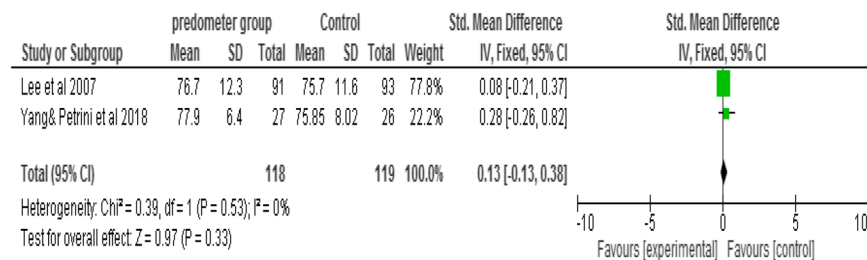 predometer group Control Std. Mean Difference Std. Mean Difference
Study or Subgroup Mean SD Total Mean SD Total Weight IV, Fixed, 95% CI IV, Fixed, 95% CI
Lee et al 2007 76.7 12.3 91 75.7 11.6 93 77.8% 0.08 [-0.21, 0.37]
Yang& Petrini et al 2018 77.9 6.4 27 75.85 8.02 26 22.2% 0.28 [-0.26, 0.82]
Total (95% CI) 118 119 100.0% 0.13 [-0.13, 0.38]
Heterogeneity: Chi² = 0.39, df = 1 (P = 0.53); I² = 0%
Test for overall effect: Z = 0.97 (P = 0.33)
-10 -5 0 5 10
Favours [experimental] Favours [control]